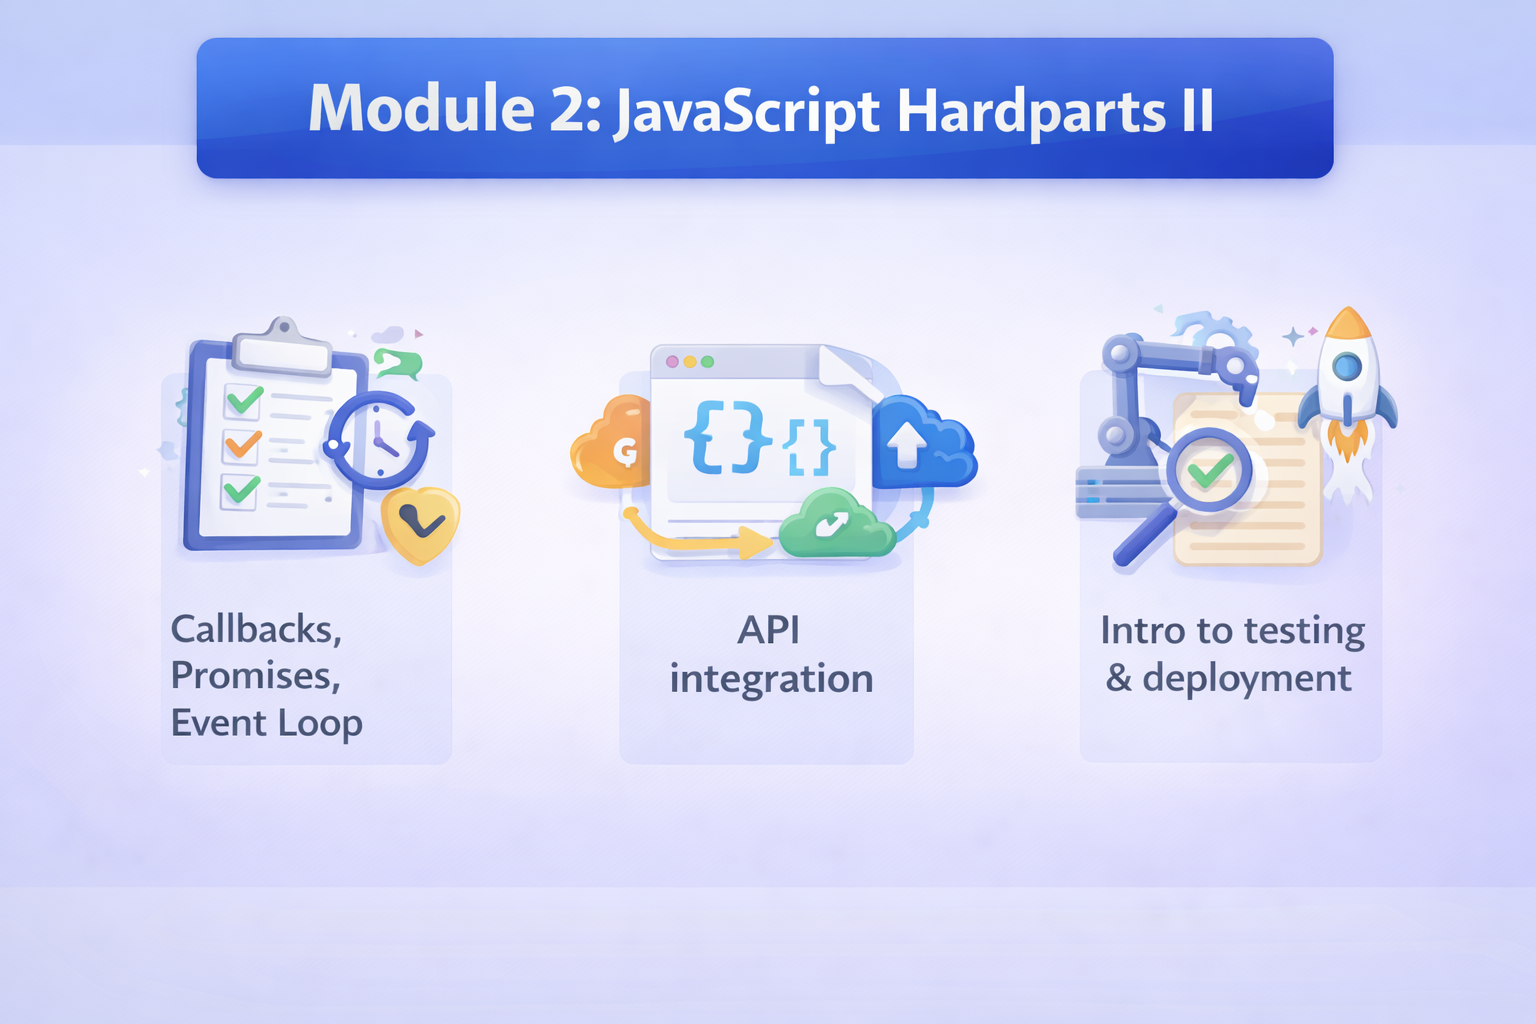 Module 2: JavaScript Hardparts II
Callbacks,
Promises,
Event Loop
{} {}
G
API
integration
Intro to testing
& deployment